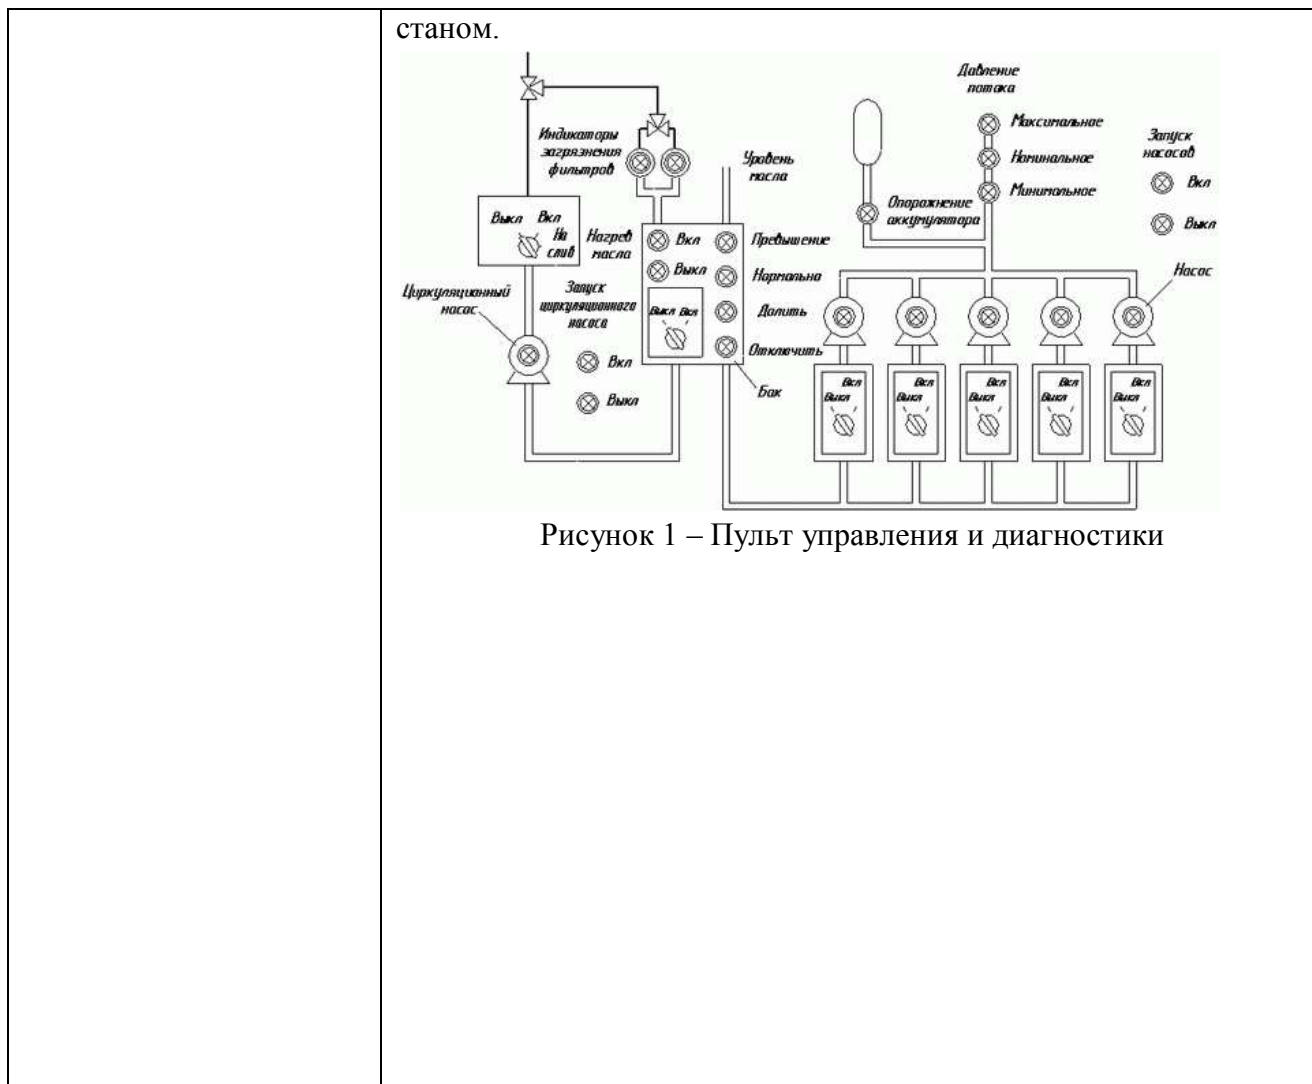 станом.
Давление
потока
Максимальное
Номинальное
Минимальное
Запуск
насосов
Вкл
Выкл
Индикаторы
загрязнения
фильтров
Уровень
масла
Опорожнение
аккумулятора
Выкл Вкл
На
слив
Нагрев
масла
Вкл
Выкл
Превышение
Нормально
Долить
Отключить
Выкл Вкл
Бак
Циркуляционный
насос
Запуск
циркуляционного
насоса
Вкл
Выкл
Насос
Вкл
Выкл
Вкл
Выкл
Вкл
Выкл
Вкл
Выкл
Вкл
Выкл
Рисунок 1 – Пульт управления и диагностики